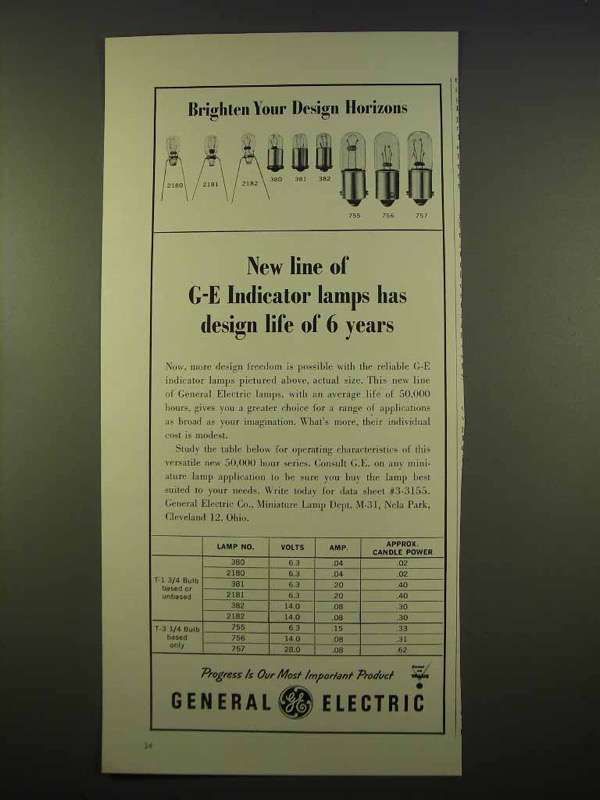 Brighten Your Design Horizons
2180 2181 2182 380 381 382 755 756 757
New line of
G-E Indicator lamps has
design life of 6 years
Now, more design freedom is possible with the reliable G-E
indicator lamps pictured above, actual size. This new line
of General Electric lamps, with an average life of 50,000
hours, gives you a greater choice for a range of applications
as broad as your imagination. What's more, their individual
cost is modest.
Study the table below for operating characteristics of this
versatile new 50,000 hour series. Consult G.E. on any mini-
ature lamp application to be sure you buy the lamp best
suited to your needs. Write today for data sheet #3-3155.
General Electric Co., Miniature Lamp Dept. M-31, Nela Park,
Cleveland 12, Ohio.
LAMP NO. VOLTS AMP. APPROX. CANDLE POWER
T-1 3/4 Bulb based or unbased
380 6.3 .04 .02
2180 6.3 .04 .02
381 6.3 .20 .40
2181 6.3 .20 .40
382 14.0 .08 .30
2182 14.0 .08 .30
T-3 1/4 Bulb based only
755 6.3 .15 .33
756 14.0 .08 .31
757 28.0 .08 .62
Progress Is Our Most Important Product
GENERAL GE ELECTRIC
34